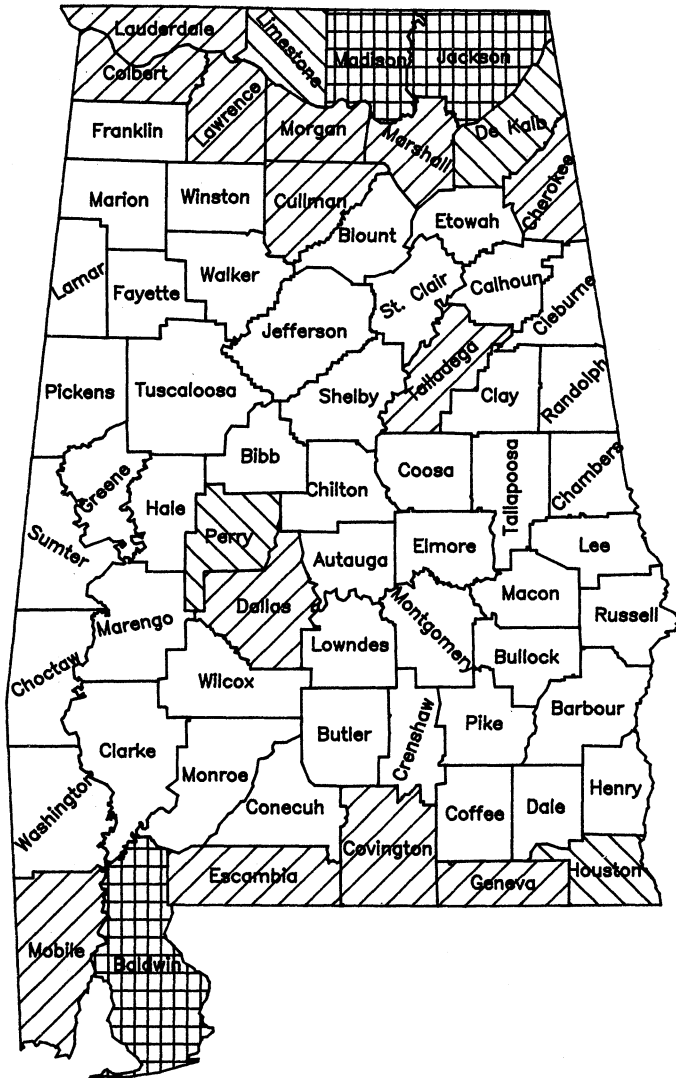 Lauderdale
Limestone
Madison
Jackson
Colbert
Lawrence
Franklin
Morgan
Marshall
De Kalb
Cherokee
Marion
Winston
Cullman
Blount
Etowah
Lamar
Fayette
Walker
Jefferson
St. Clair
Calhoun
Cleburne
Pickens
Tuscaloosa
Shelby
Talladega
Clay
Randolph
Greene
Hale
Bibb
Chilton
Coosa
Tallapoosa
Chambers
Sumter
Perry
Autauga
Elmore
Lee
Marengo
Dallas
Lowndes
Montgomery
Macon
Russell
Choctaw
Wilcox
Bullock
Clarke
Butler
Crenshaw
Pike
Barbour
Washington
Monroe
Conecuh
Coffee
Dale
Henry
Escambia
Covington
Geneva
Houston
Mobile
Baldwin